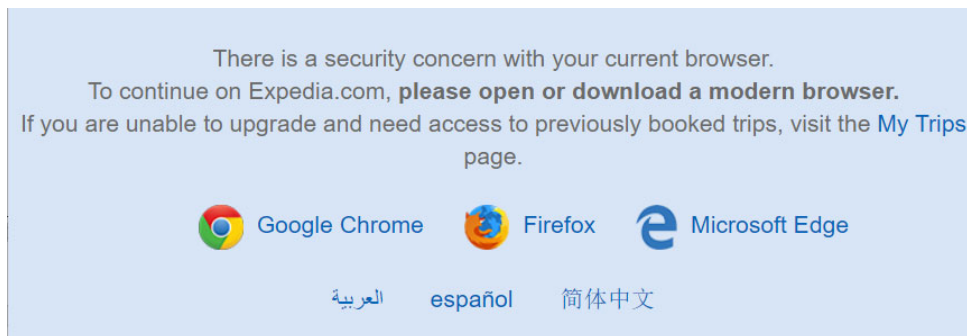 There is a security concern with your current browser.
To continue on Expedia.com, please open or download a modern browser.
If you are unable to upgrade and need access to previously booked trips, visit the My Trips
page.
Google Chrome Firefox Microsoft Edge
العربية español 简体中文